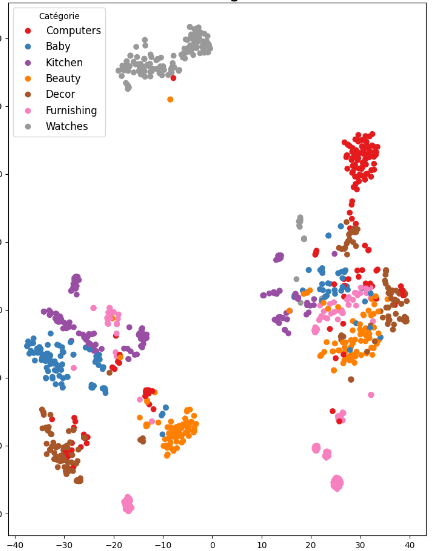 Catégorie
Computers
Baby
Kitchen
Beauty
Decor
Furnishing
Watches
−40 −30 −20 −10 0 10 20 30 40